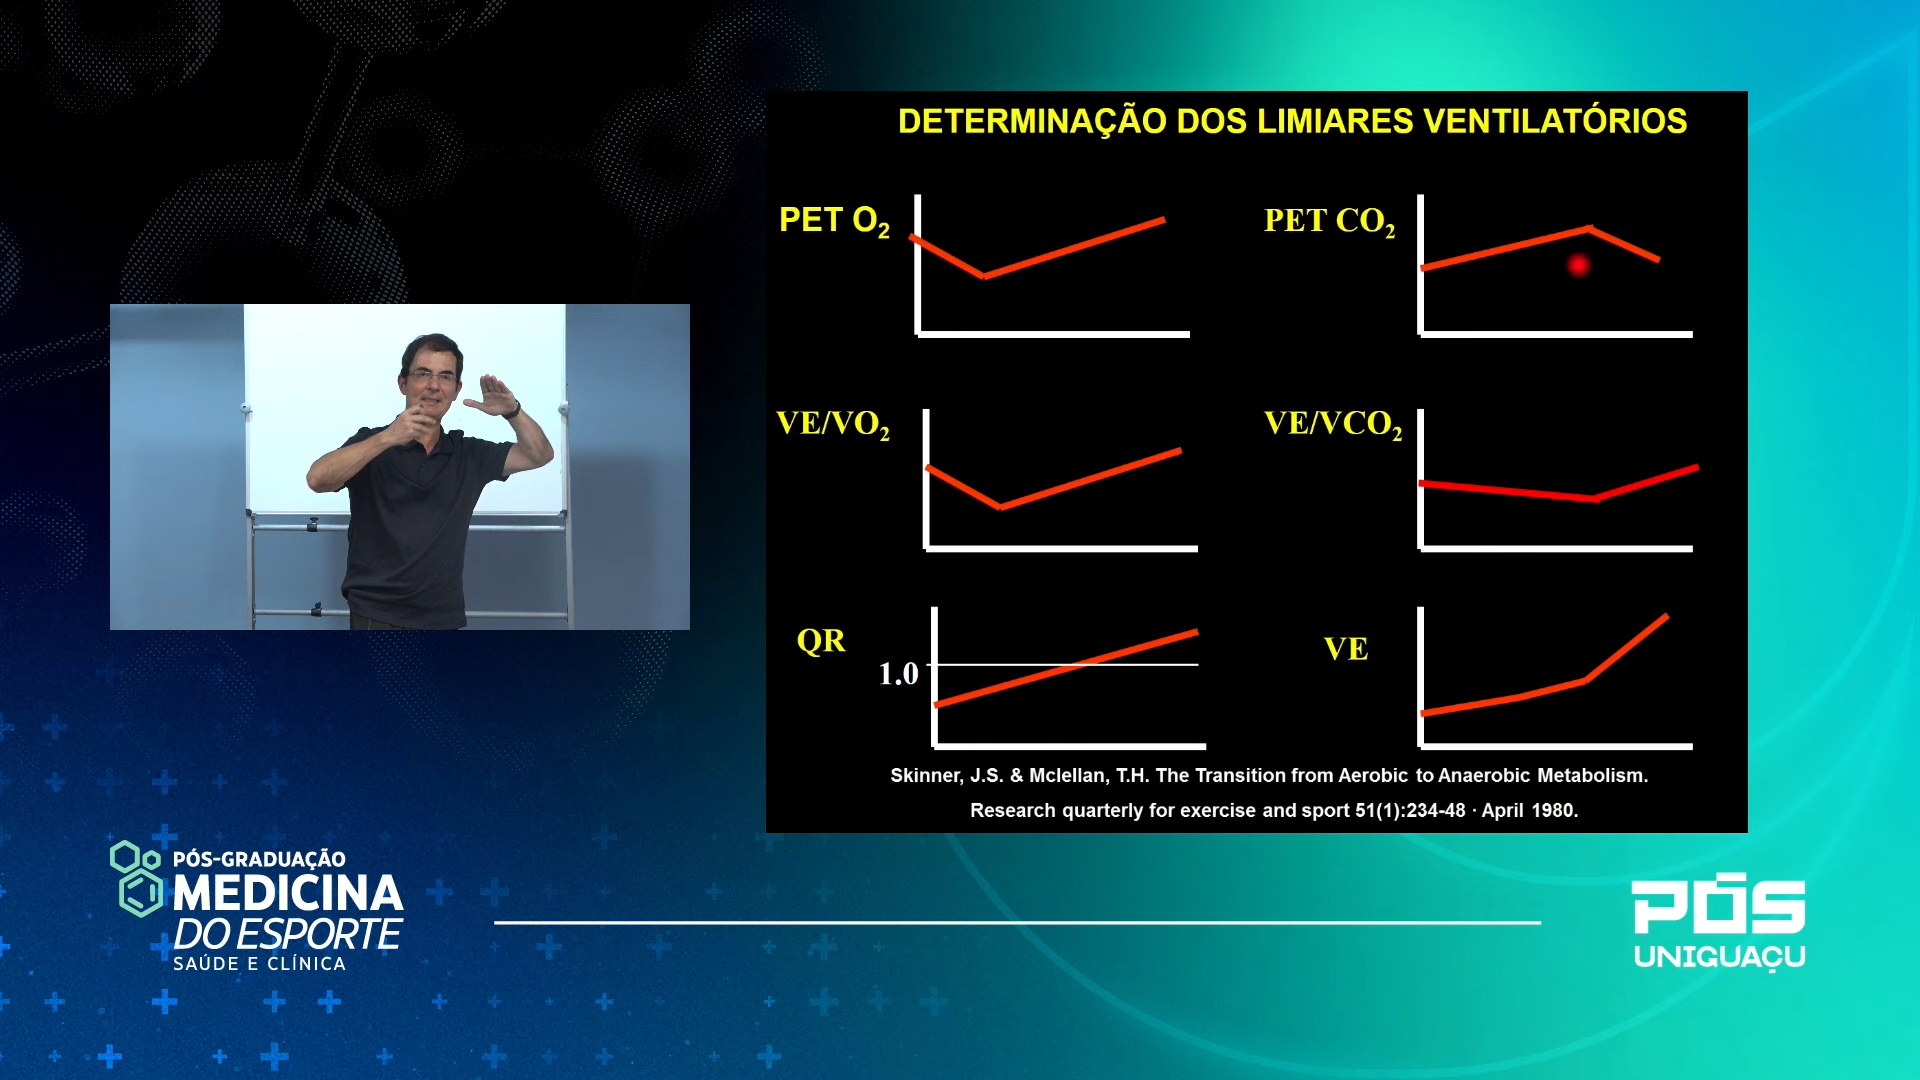 DETERMINAÇÃO DOS LIMIARES VENTILATÓRIOS
PET O₂
PET CO₂
VE/VO₂
VE/VCO₂
QR
1.0
VE
Skinner, J.S. & Mclellan, T.H. The Transition from Aerobic to Anaerobic Metabolism.
Research quarterly for exercise and sport 51(1):234-48 · April 1980.
PÓS-GRADUAÇÃO
MEDICINA
DO ESPORTE
SAÚDE E CLÍNICA
PÓS
UNIGUAÇU